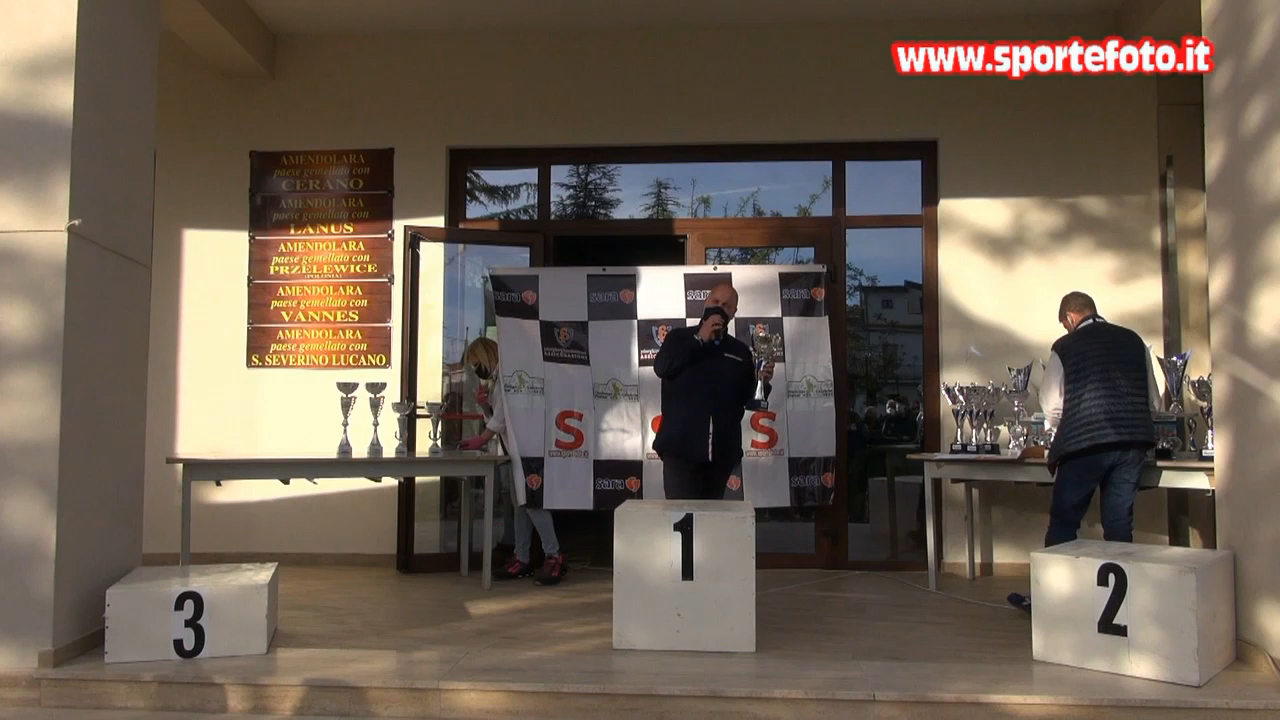 www.sportefoto.it
AMENDOLARA
paese gemellato con
CERANO
AMENDOLARA
paese gemellato con
LANUS
AMENDOLARA
paese gemellato con
PRZELEWICE
(POLONIA)
AMENDOLARA
paese gemellato con
VANNES
AMENDOLARA
paese gemellato con
S. SEVERINO LUCANO
sara
sara
sara
sara
ASSICURAZIONI
S
S
sara
sara
1
2
3